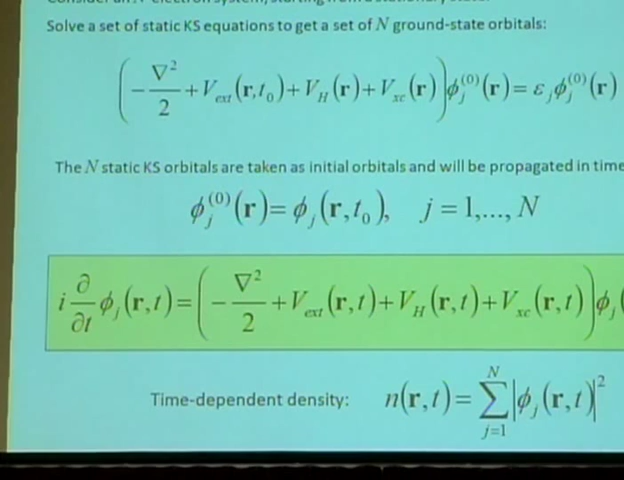 Solve a set of static KS equations to get a set of N ground-state orbitals:
(-∇²/2 + V_ext(r,t₀) + V_H(r) + V_xc(r)) φ_j^(0)(r) = ε_j φ_j^(0)(r)
The N static KS orbitals are taken as initial orbitals and will be propagated in time
φ_j^(0)(r) = φ_j(r,t₀), j = 1,..., N
i ∂/∂t φ_j(r,t) = (-∇²/2 + V_ext(r,t) + V_H(r,t) + V_xc(r,t)) φ_j(
Time-dependent density: n(r,t) = ∑_{j=1}^{N} |φ_j(r,t)|²